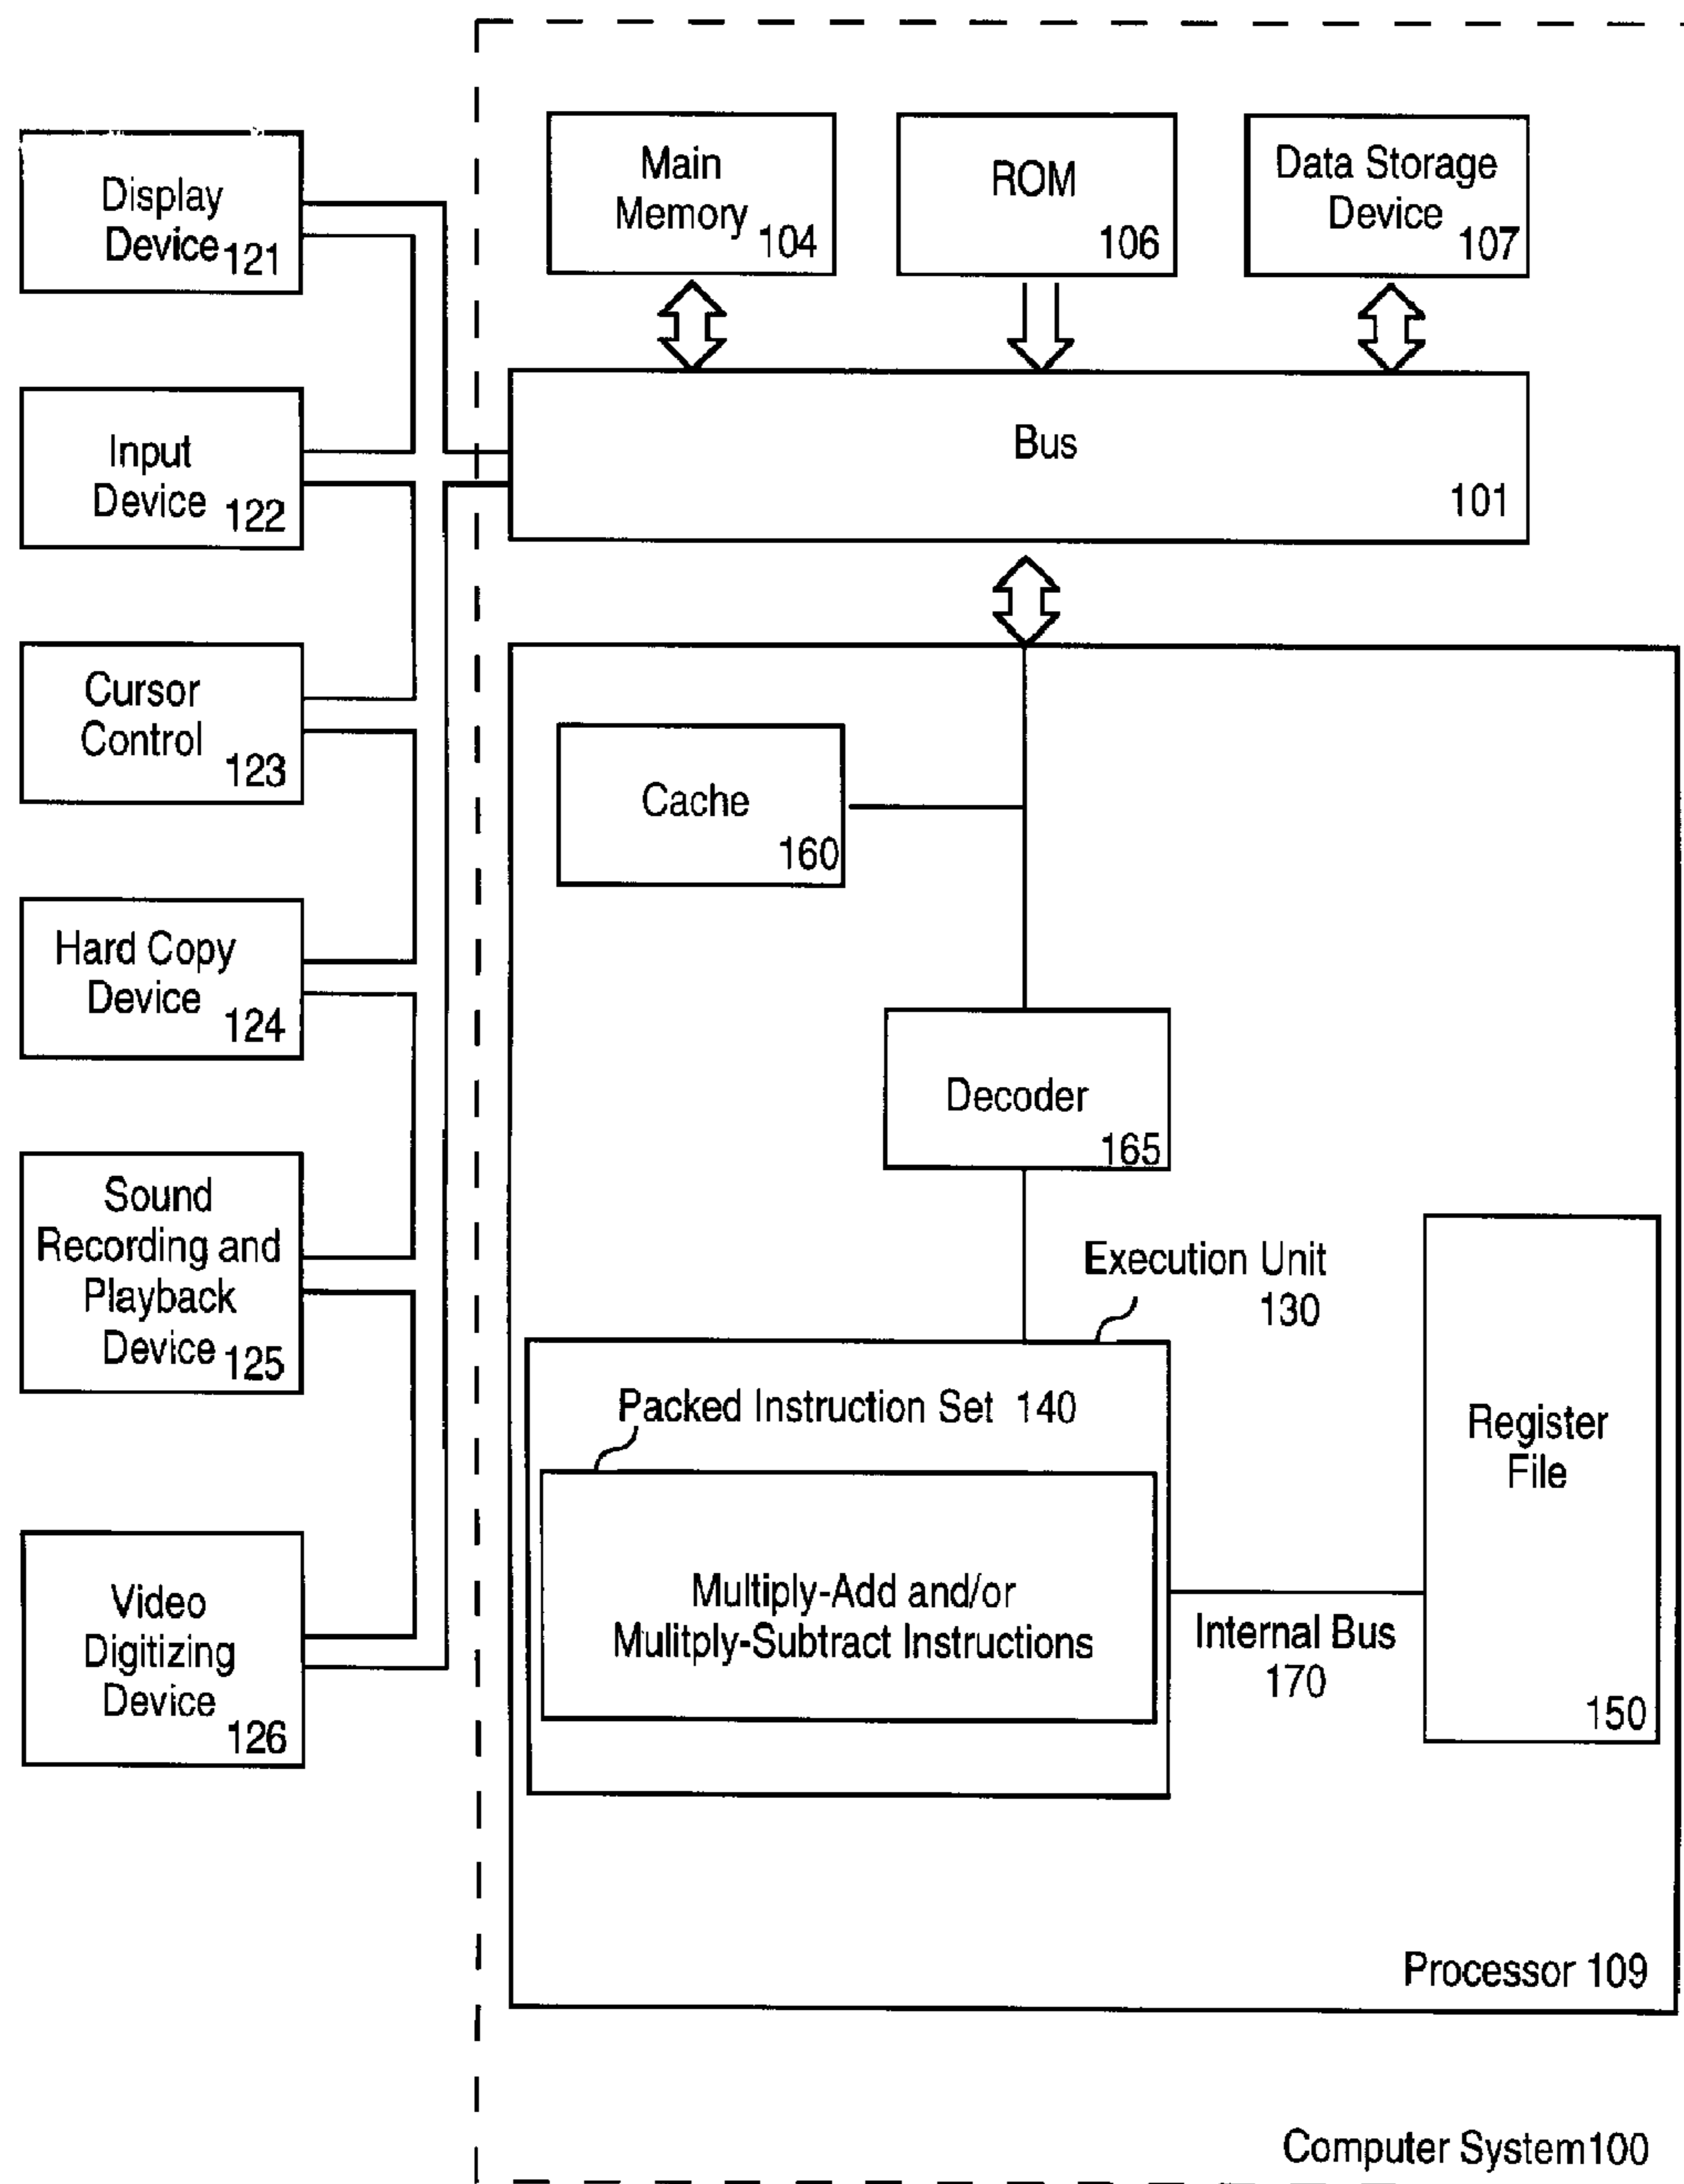 Display
Device 121
Input
Device 122
Cursor
Control
123
Hard Copy
Device
124
Sound
Recording and
Playback
Device 125
Video
Digitizing
Device
126
Main
Memory 104
ROM
106
Data Storage
Device 107
Bus
101
Cache
160
Decoder
165
Execution Unit
130
Packed Instruction Set 140
Multiply-Add and/or
Mulitply-Subtract Instructions
Internal Bus
170
Register
File
150
Processor 109
Computer System100